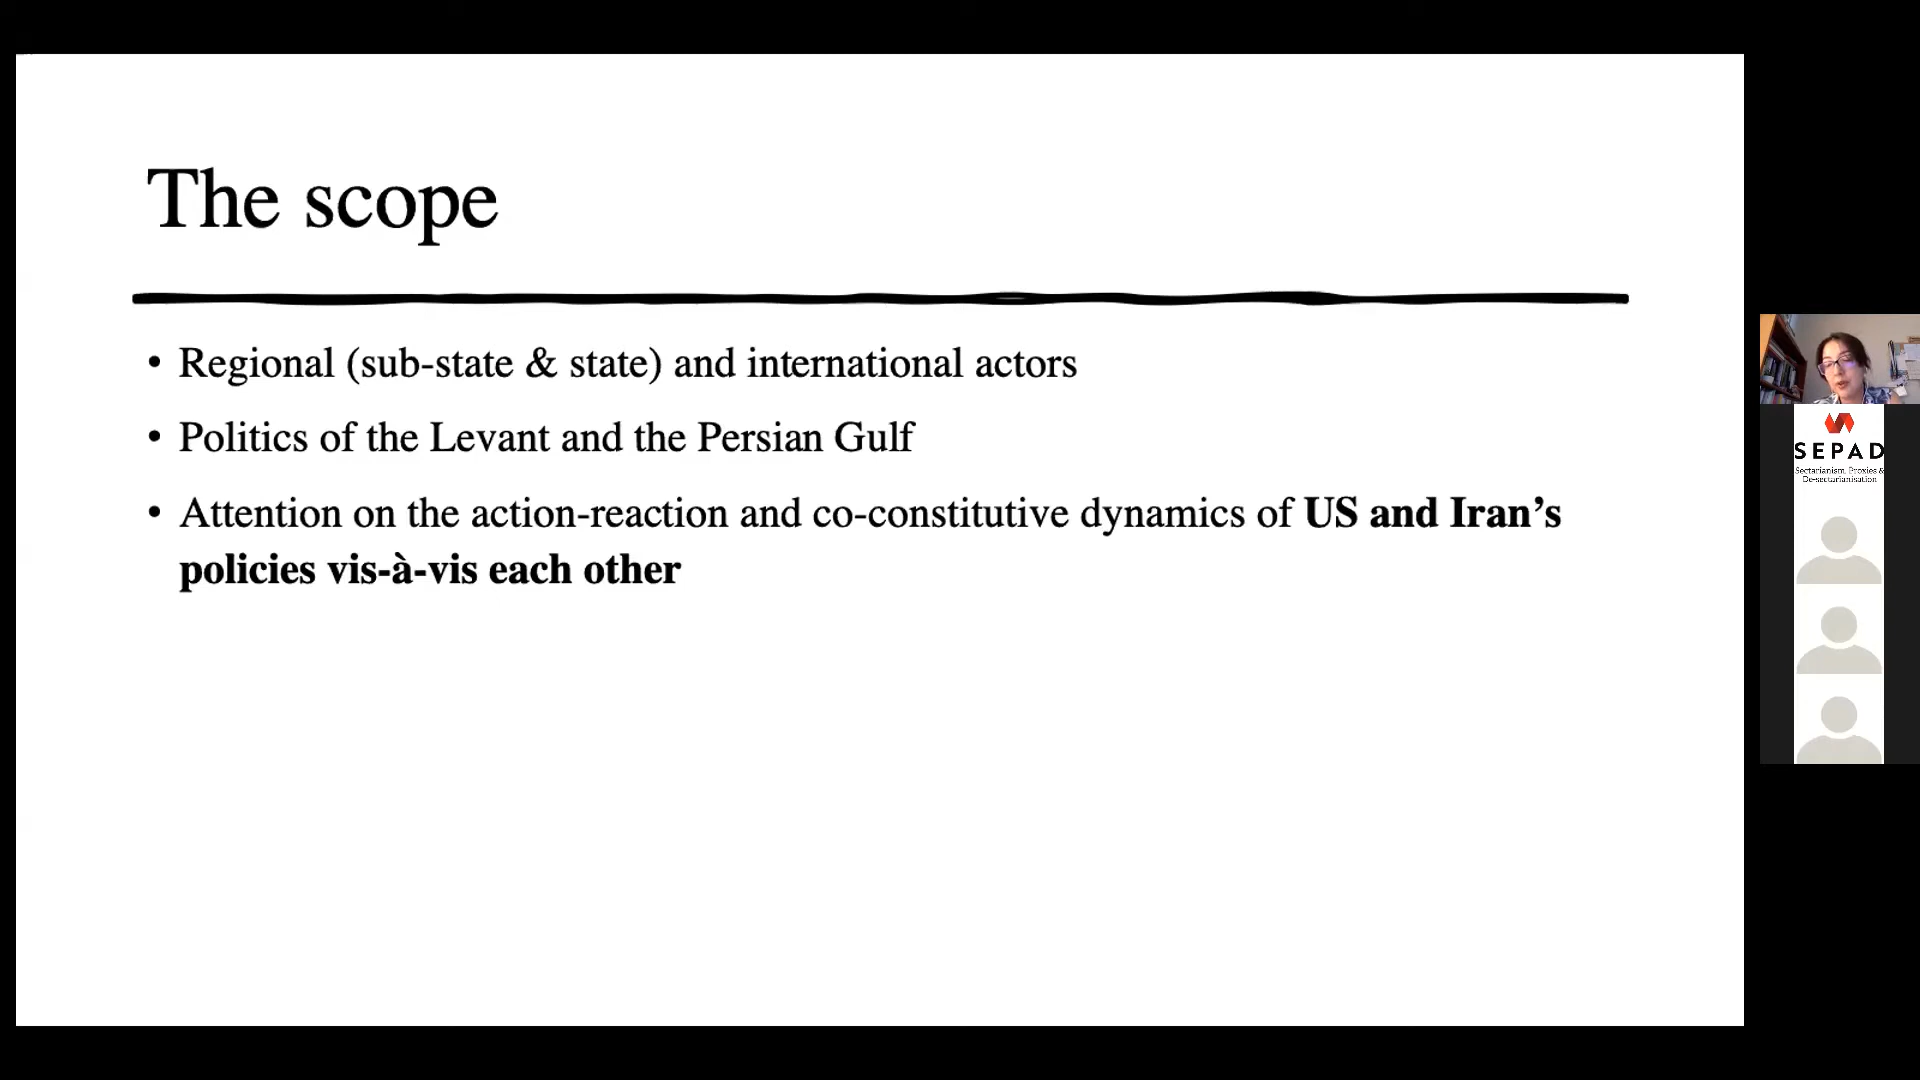 The scope
• Regional (sub-state & state) and international actors
• Politics of the Levant and the Persian Gulf
• Attention on the action-reaction and co-constitutive dynamics of US and Iran’s
policies vis-à-vis each other
SEPAD
Sectarianism, Proxies &
De-sectarianisation